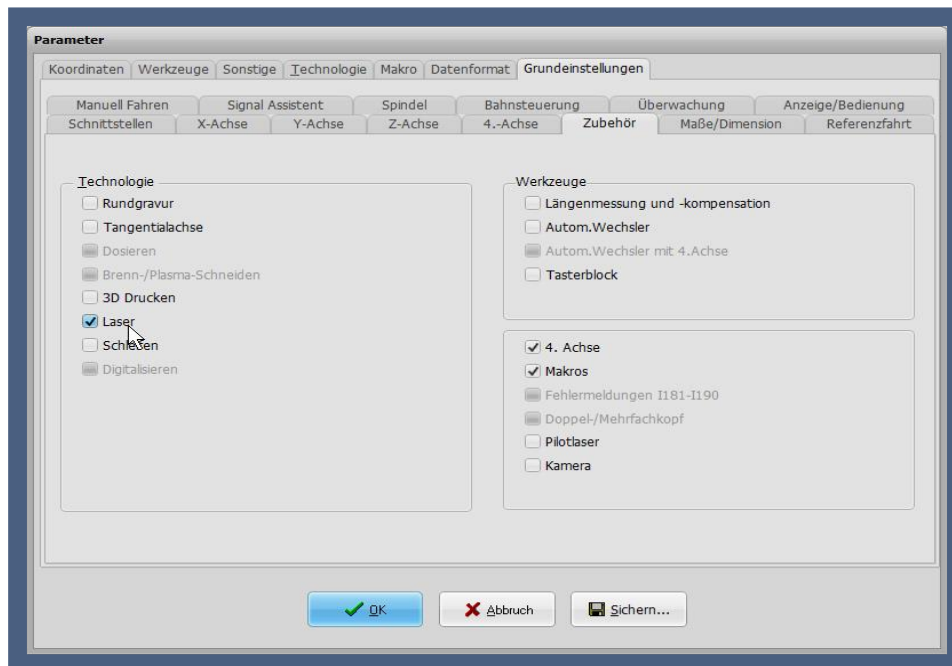 Parameter
Koordinaten Werkzeuge Sonstige Technologie Makro Datenformat Grundeinstellungen
Manuell Fahren Signal Assistent Spindel Bahnsteuerung Überwachung Anzeige/Bedienung
Schnittstellen X-Achse Y-Achse Z-Achse 4.-Achse Zubehör Maße/Dimension Referenzfahrt
Technologie
Rundgravur
Tangentialachse
Dosieren
Brenn-/Plasma-Schneiden
3D Drucken
Laser
Digitalisieren
Werkzeuge
Längenmessung und -kompensation
Autom.Wechsler
Autom.Wechsler mit 4.Achse
Tasterblock
4. Achse
Makros
Fehlermeldungen I181-I190
Doppel-/Mehrfachkopf
Pilotlaser
Kamera
OK Abbruch Sichern...